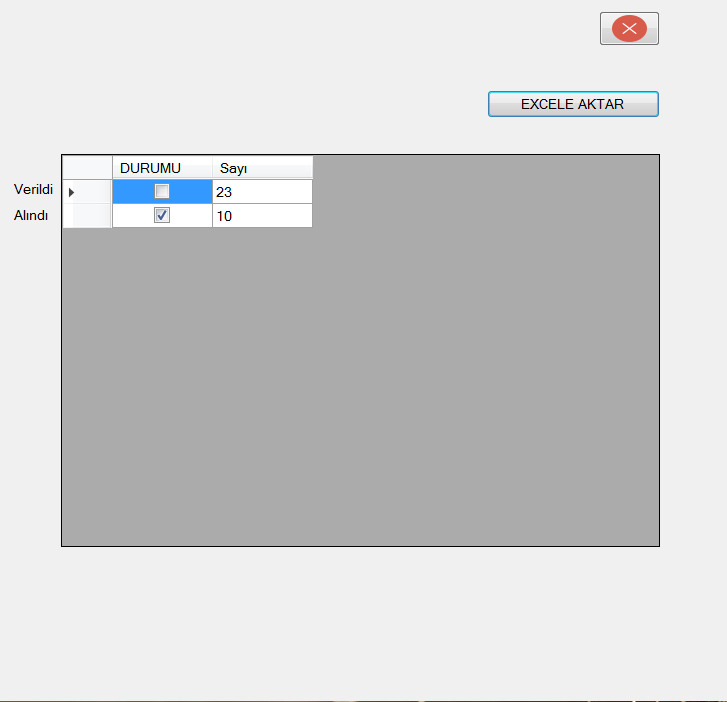 EXCELE AKTAR
DURUMU Sayı
Verildi 23
Alındı 10